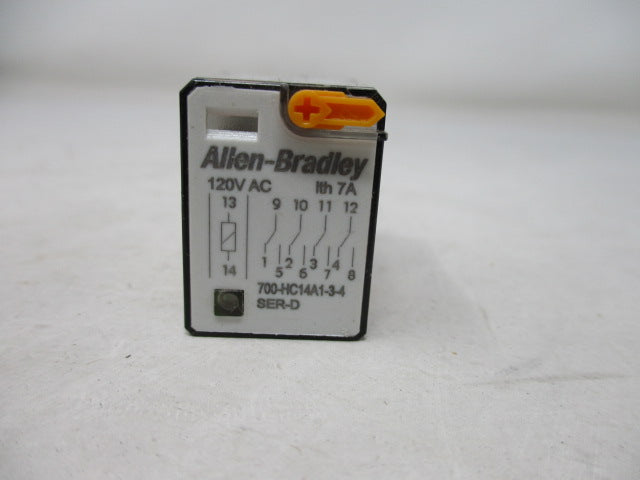 Allen-Bradley
120V AC Ith 7A
13 9 10 11 12
14 1 5 2 6 3 7 4 8
700-HC14A1-3-4
SER-D